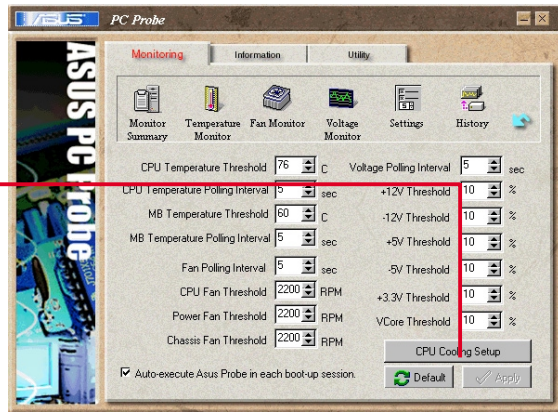 ASUS PC Probe
ASUS PC Probe
Monitoring Information Utility
Monitor Summary
Temperature Monitor
Fan Monitor
Voltage Monitor
Settings
History
CPU Temperature Threshold 76 C
Voltage Polling Interval 5 sec
CPU Temperature Polling Interval 5 sec
+12V Threshold 10 %
MB Temperature Threshold 60 C
-12V Threshold 10 %
MB Temperature Polling Interval 5 sec
+5V Threshold 10 %
Fan Polling Interval 5 sec
-5V Threshold 10 %
CPU Fan Threshold 2200 RPM
+3.3V Threshold 10 %
Power Fan Threshold 2200 RPM
VCore Threshold 10 %
Chassis Fan Threshold 2200 RPM
CPU Cooling Setup
Auto-execute Asus Probe in each boot-up session.
Default
Apply